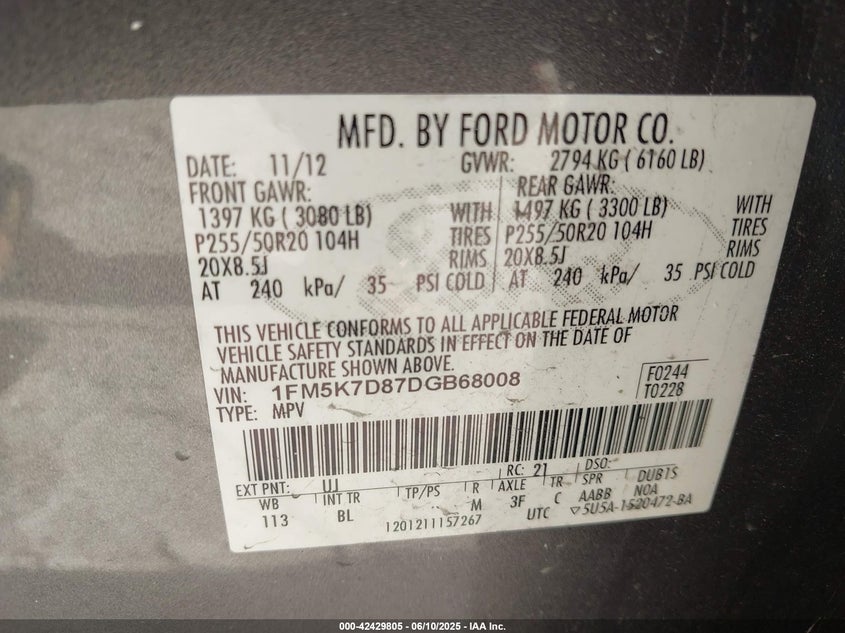 MFD. BY FORD MOTOR CO.
DATE: 11/12 GVWR: 2794 KG ( 6160 LB)
FRONT GAWR: REAR GAWR:
1397 KG ( 3080 LB) WITH 1497 KG ( 3300 LB) WITH
P255/50R20 104H TIRES P255/50R20 104H TIRES
20X8.5J RIMS 20X8.5J RIMS
AT 240 kPa/ 35 PSI COLD AT 240 kPa/ 35 PSI COLD
THIS VEHICLE CONFORMS TO ALL APPLICABLE FEDERAL MOTOR
VEHICLE SAFETY STANDARDS IN EFFECT ON THE DATE OF
MANUFACTURE SHOWN ABOVE.
VIN: 1FM5K7D87DGB68008 F0244
TYPE: MPV T0228
EXT PNT: UJ RC: 21 DSO:
WB INT TR TP/PS R AXLE TR SPR DUB1S
113 BL M 3F C AABB NOA
1201211157267 UTC ▽5U5A-1520472-BA
000-42429805 - 06/10/2025 - IAA Inc.